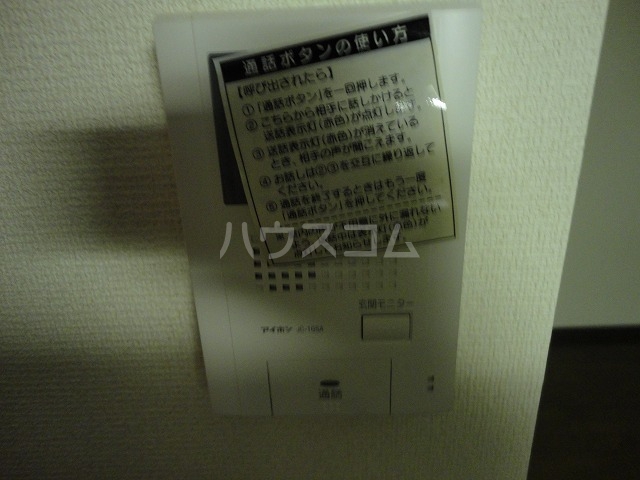 通話ボタンの使い方
【呼び出されたら】
①「通話ボタン」を一回押します。
②こちらから相手に話しかけると
送話表示灯(赤色)が点灯します。
③送話表示灯(赤色)が消えている
とき、相手の声が聞こえます。
④お話しは②③を交互に繰り返して
ください。
⑤通話を終了するときはもう一度
「通話ボタン」を押してください。
ハウスコム
玄関モニター
アイホン
通話